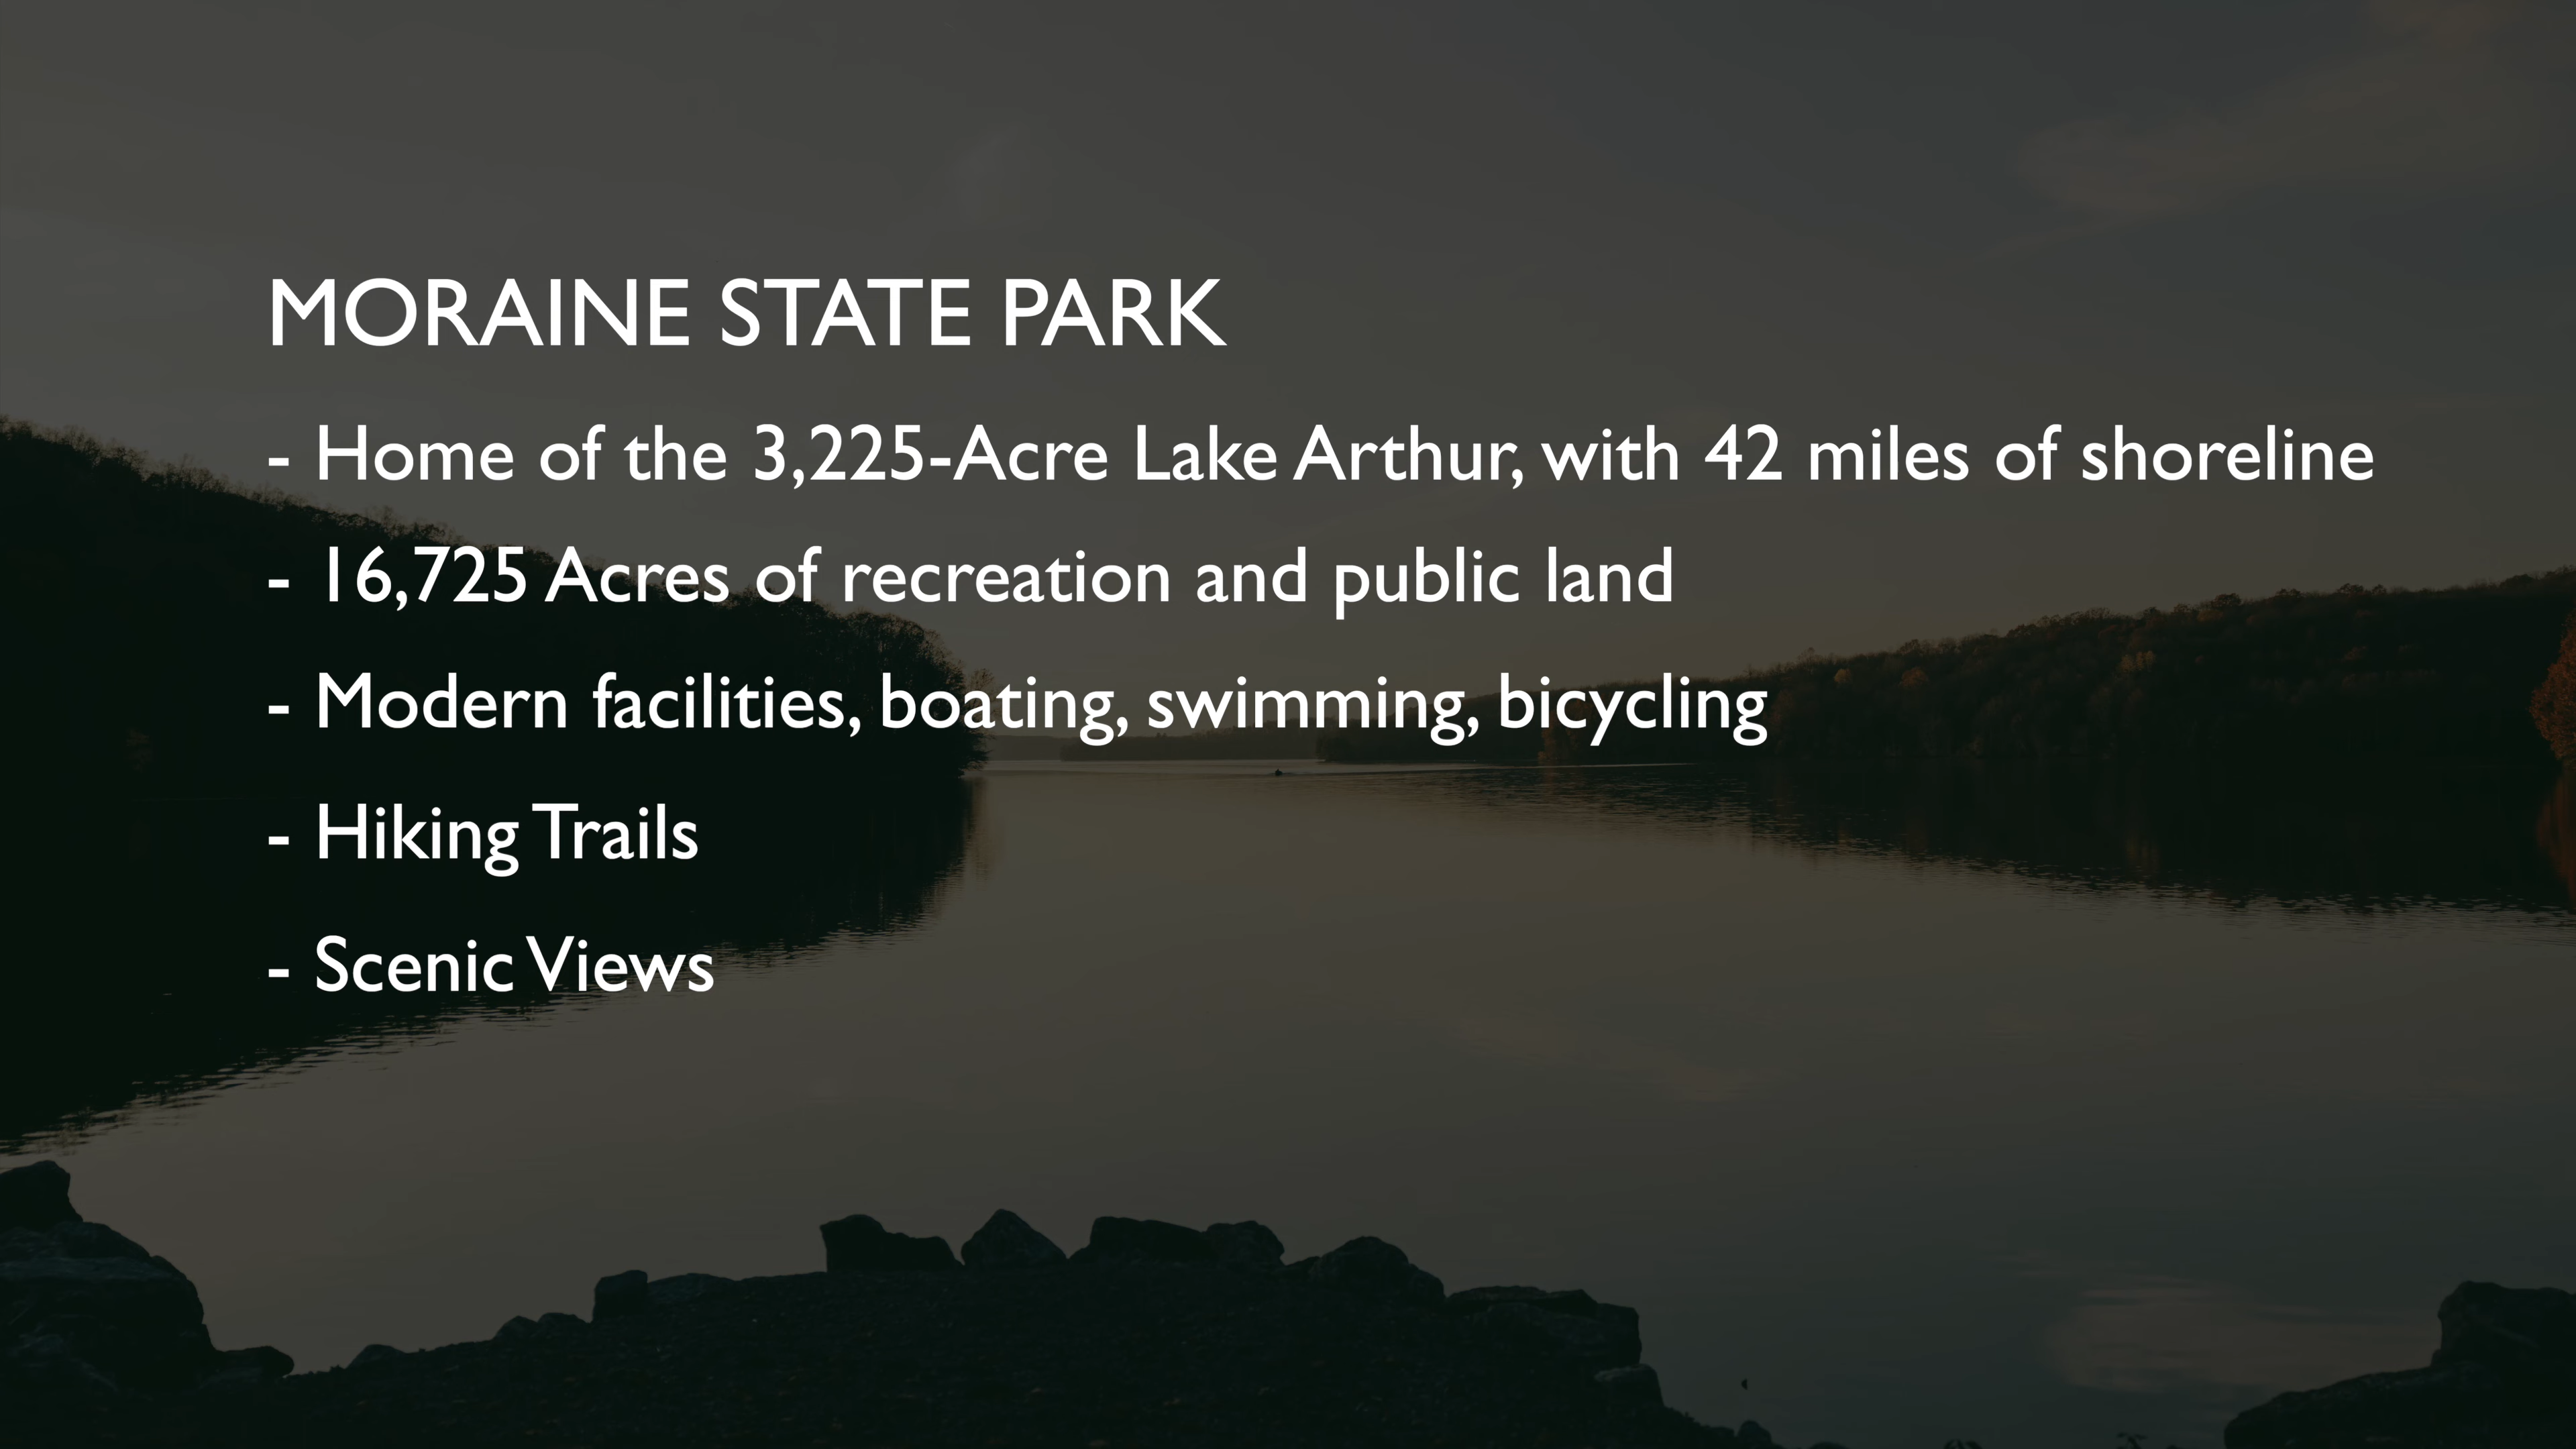 MORAINE STATE PARK
- Home of the 3,225-Acre Lake Arthur, with 42 miles of shoreline
- 16,725 Acres of recreation and public land
- Modern facilities, boating, swimming, bicycling
- Hiking Trails
- Scenic Views